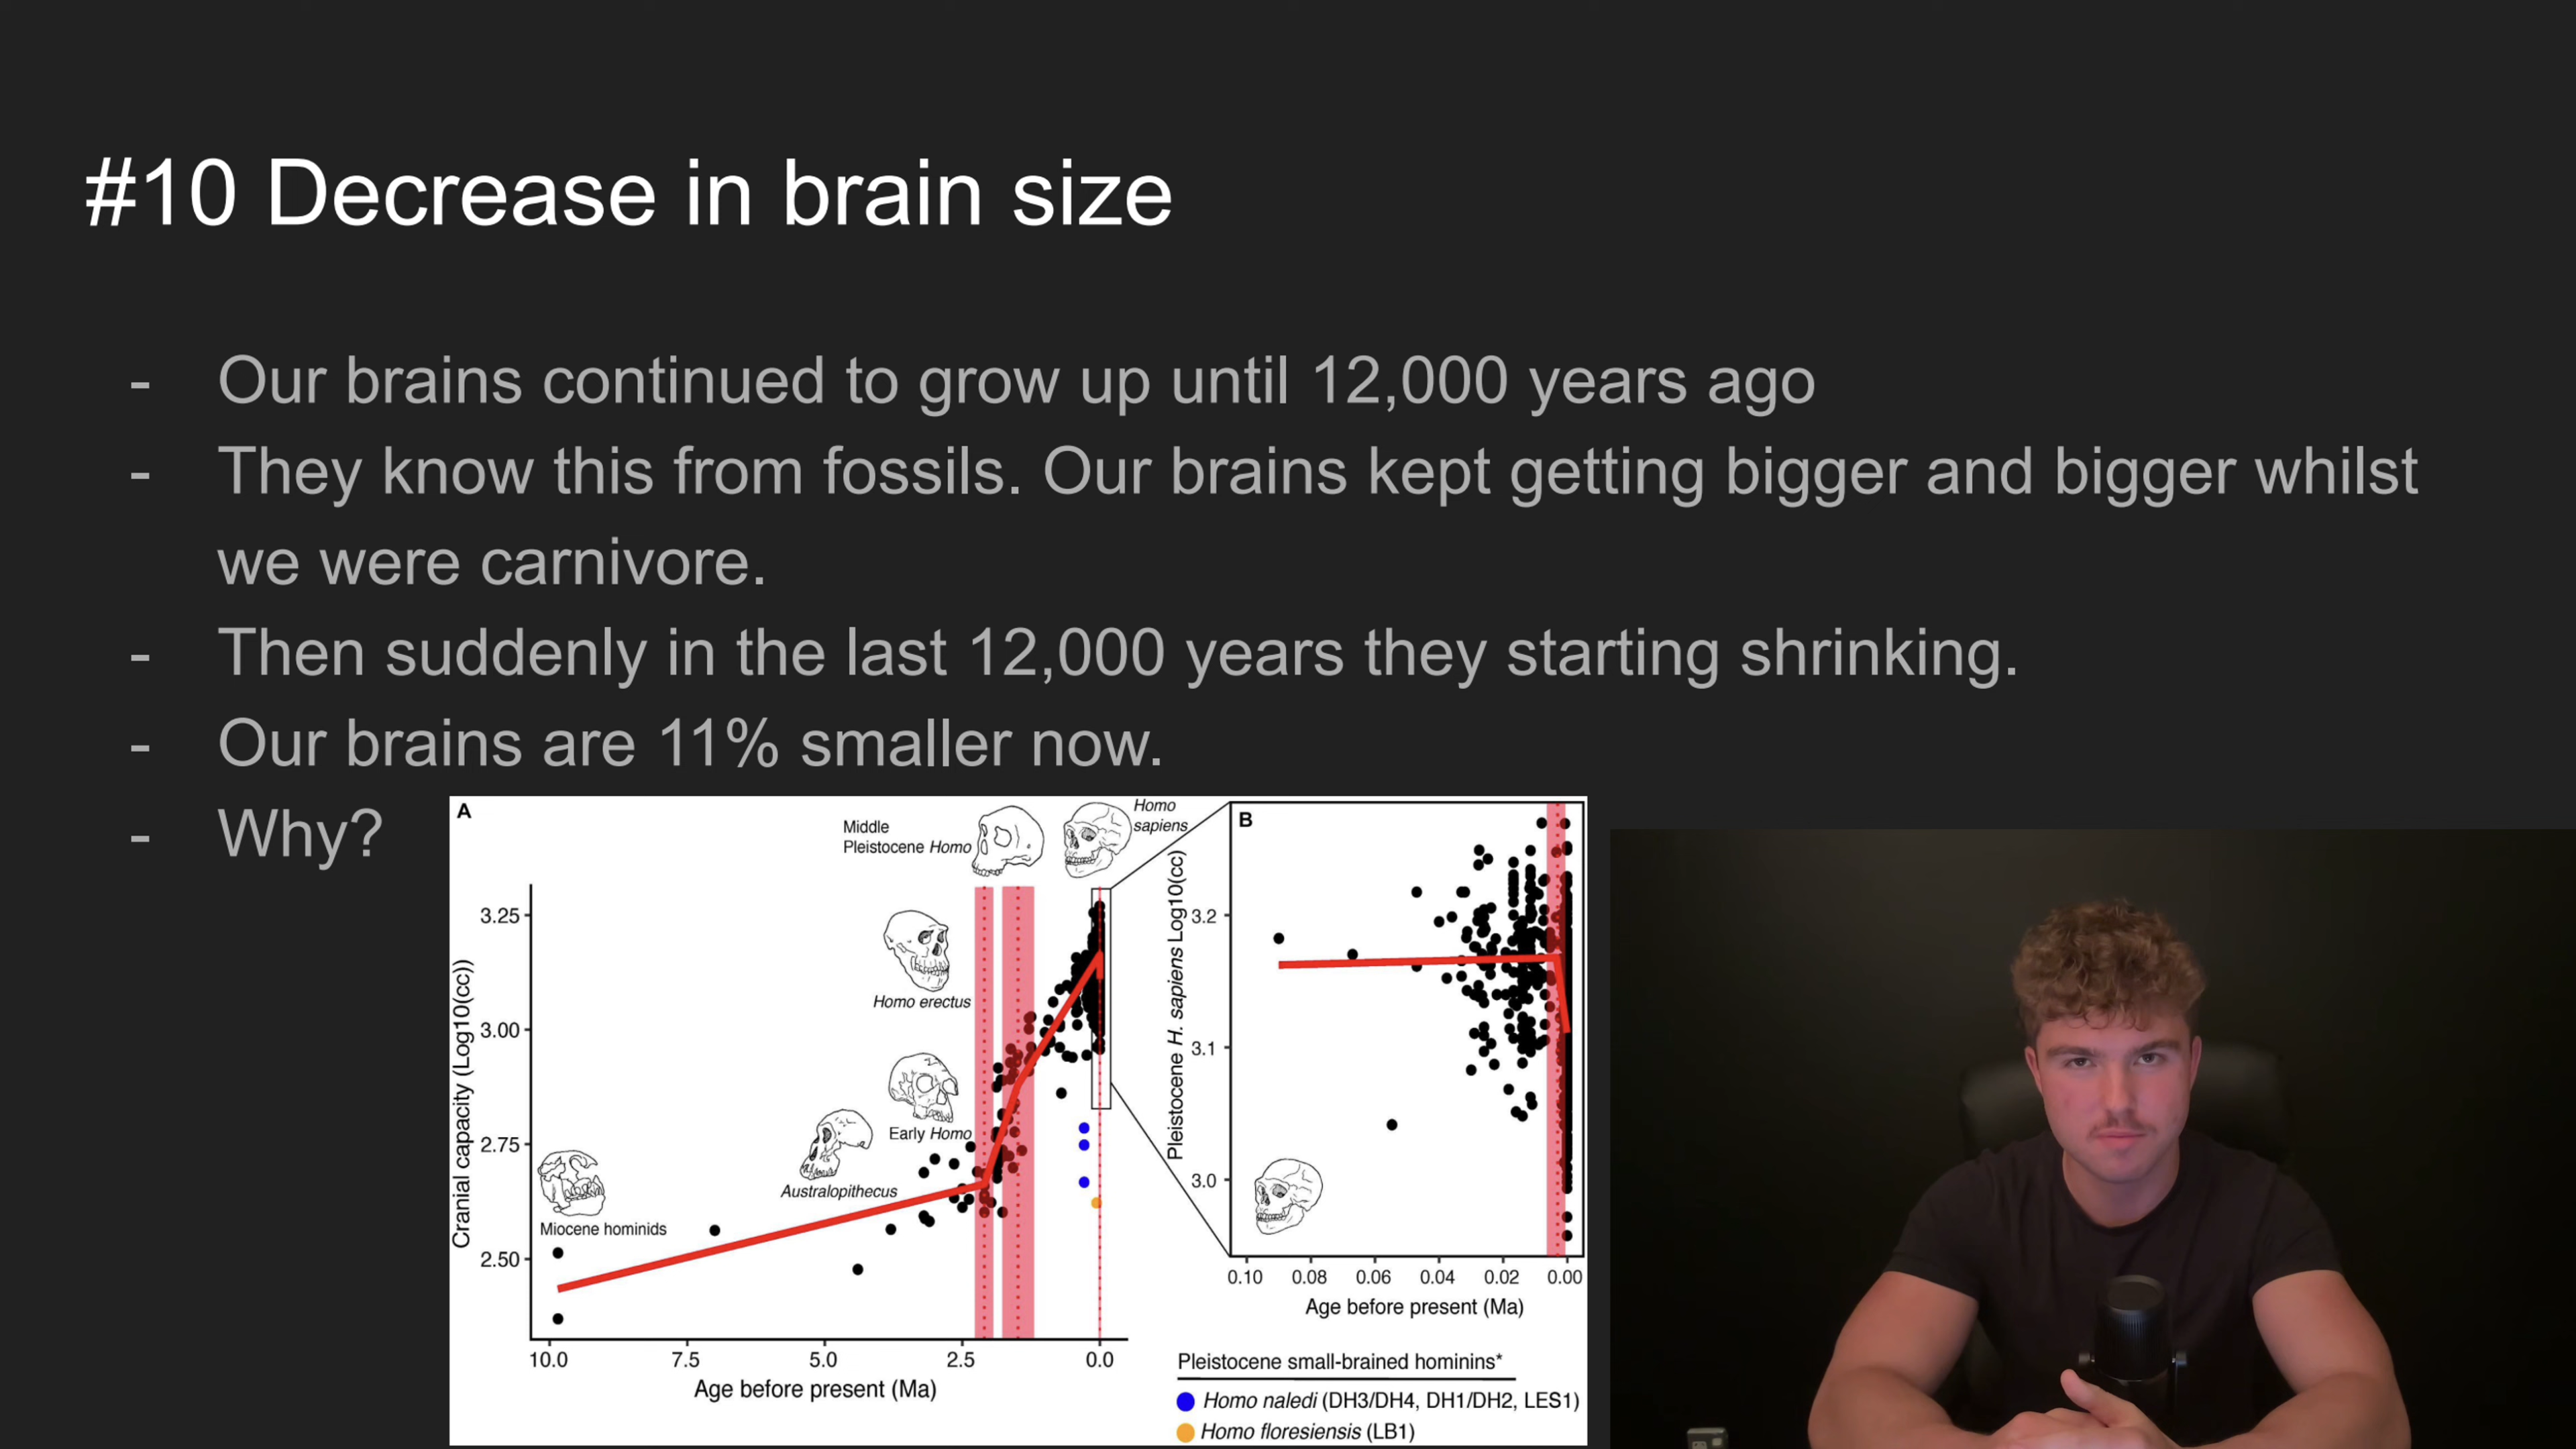 #10 Decrease in brain size
- Our brains continued to grow up until 12,000 years ago
- They know this from fossils. Our brains kept getting bigger and bigger whilst
we were carnivore.
- Then suddenly in the last 12,000 years they starting shrinking.
- Our brains are 11% smaller now.
- Why?
A
Middle
Pleistocene Homo
Homo
sapiens
Homo erectus
Early Homo
Australopithecus
Miocene hominids
Cranial capacity (Log10(cc))
3.25
3.00
2.75
2.50
10.0 7.5 5.0 2.5 0.0
Age before present (Ma)
B
Pleistocene H. sapiens Log10(cc)
3.2
3.1
3.0
0.10 0.08 0.06 0.04 0.02 0.00
Age before present (Ma)
Pleistocene small-brained hominins*
Homo naledi (DH3/DH4, DH1/DH2, LES1)
Homo floresiensis (LB1)